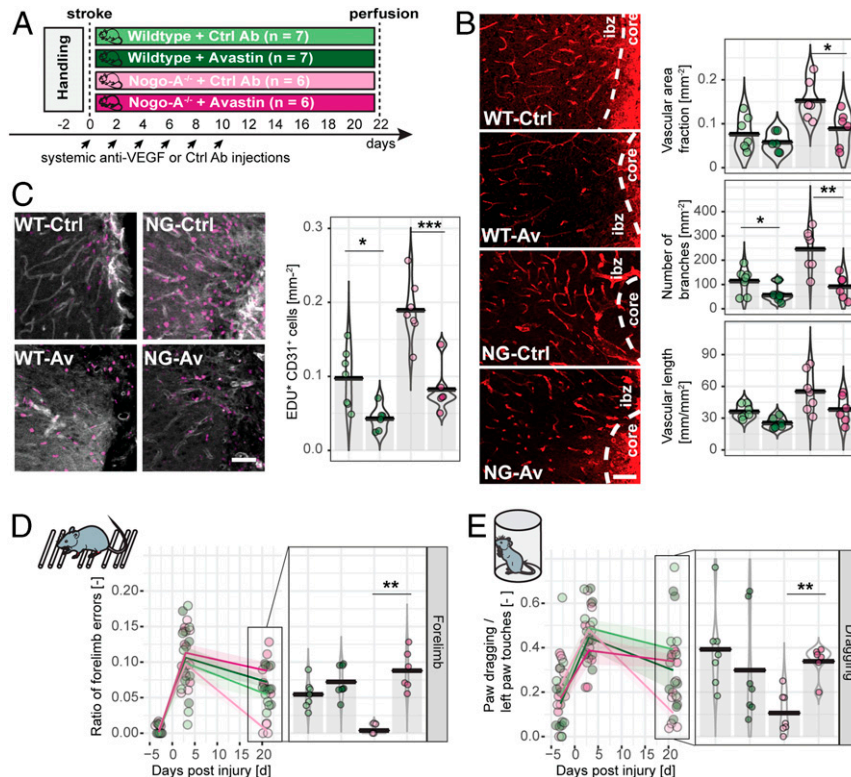 A
stroke
perfusion
Handling
Wildtype + Ctrl Ab (n = 7)
Wildtype + Avastin (n = 7)
Nogo-A-/- + Ctrl Ab (n = 6)
Nogo-A-/- + Avastin (n = 6)
-2 0 2 4 6 8 10 12 14 16 18 20 22
days
systemic anti-VEGF or Ctrl Ab injections
B
WT-Ctrl
ibz
core
WT-Av
ibz
core
NG-Ctrl
ibz
core
NG-Av
ibz
core
Vascular area
fraction [mm-2]
0.2
0.1
0.0
*
Number of
branches [mm-2]
400
300
200
100
0
*
**
Vascular length
[mm/mm²]
90
60
30
0
C
WT-Ctrl
NG-Ctrl
WT-Av
NG-Av
EDU+ CD31+ cells [mm-2]
0.3
0.2
0.1
0.0
*
***
D
Ratio of forelimb errors [-]
0.20
0.15
0.10
0.05
0.00
-5 0 5 10 15 20
Days post injury [d]
**
Forelimb
E
Paw dragging /
left paw touches [-]
0.6
0.4
0.2
0.0
-5 0 5 10 15 20
Days post injury [d]
**
Dragging